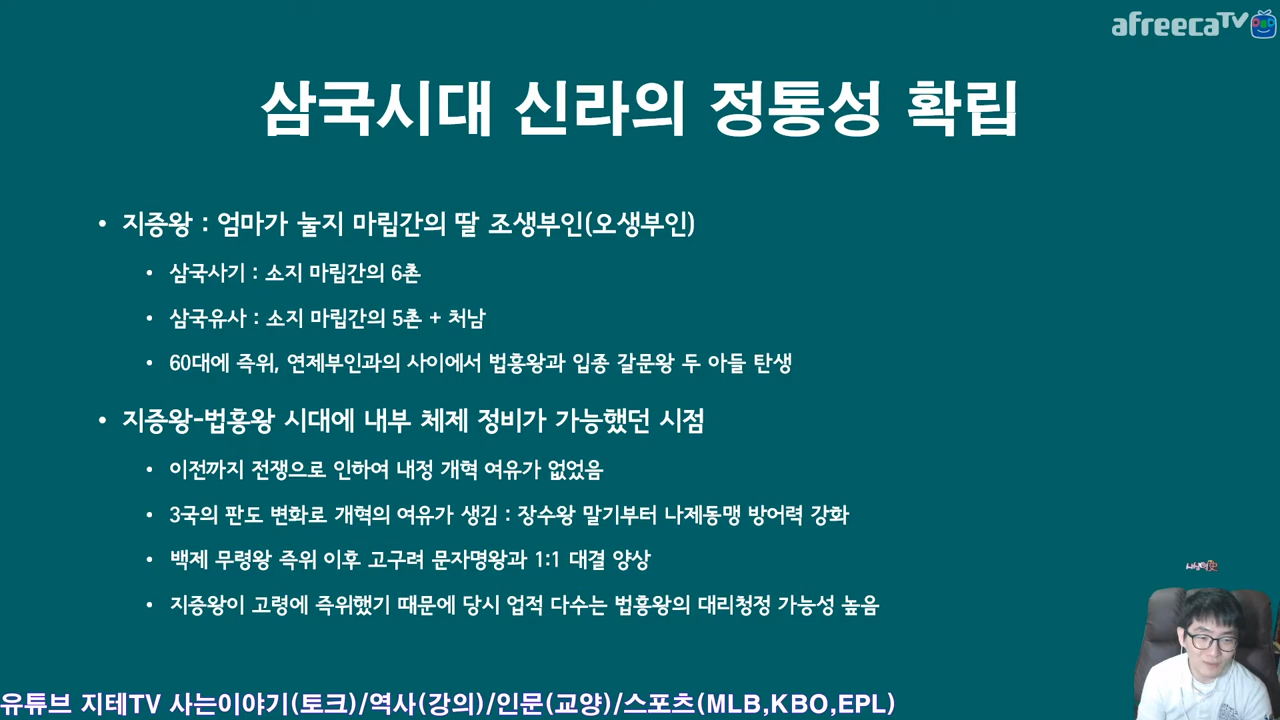 afreecaTV
삼국시대 신라의 정통성 확립
• 지증왕 : 엄마가 눌지 마립간의 딸 조생부인(오생부인)
• 삼국사기 : 소지 마립간의 6촌
• 삼국유사 : 소지 마립간의 5촌 + 처남
• 60대에 즉위, 연제부인과의 사이에서 법흥왕과 입종 갈문왕 두 아들 탄생
• 지증왕-법흥왕 시대에 내부 체제 정비가 가능했던 시점
• 이전까지 전쟁으로 인하여 내정 개혁 여유가 없었음
• 3국의 판도 변화로 개혁의 여유가 생김 : 장수왕 말기부터 나제동맹 방어력 강화
• 백제 무령왕 즉위 이후 고구려 문자명왕과 1:1 대결 양상
• 지증왕이 고령에 즉위했기 때문에 당시 업적 다수는 법흥왕의 대리청정 가능성 높음
유튜브 지테TV 사는이야기(토크)/역사(강의)/인문(교양)/스포츠(MLB,KBO,EPL)